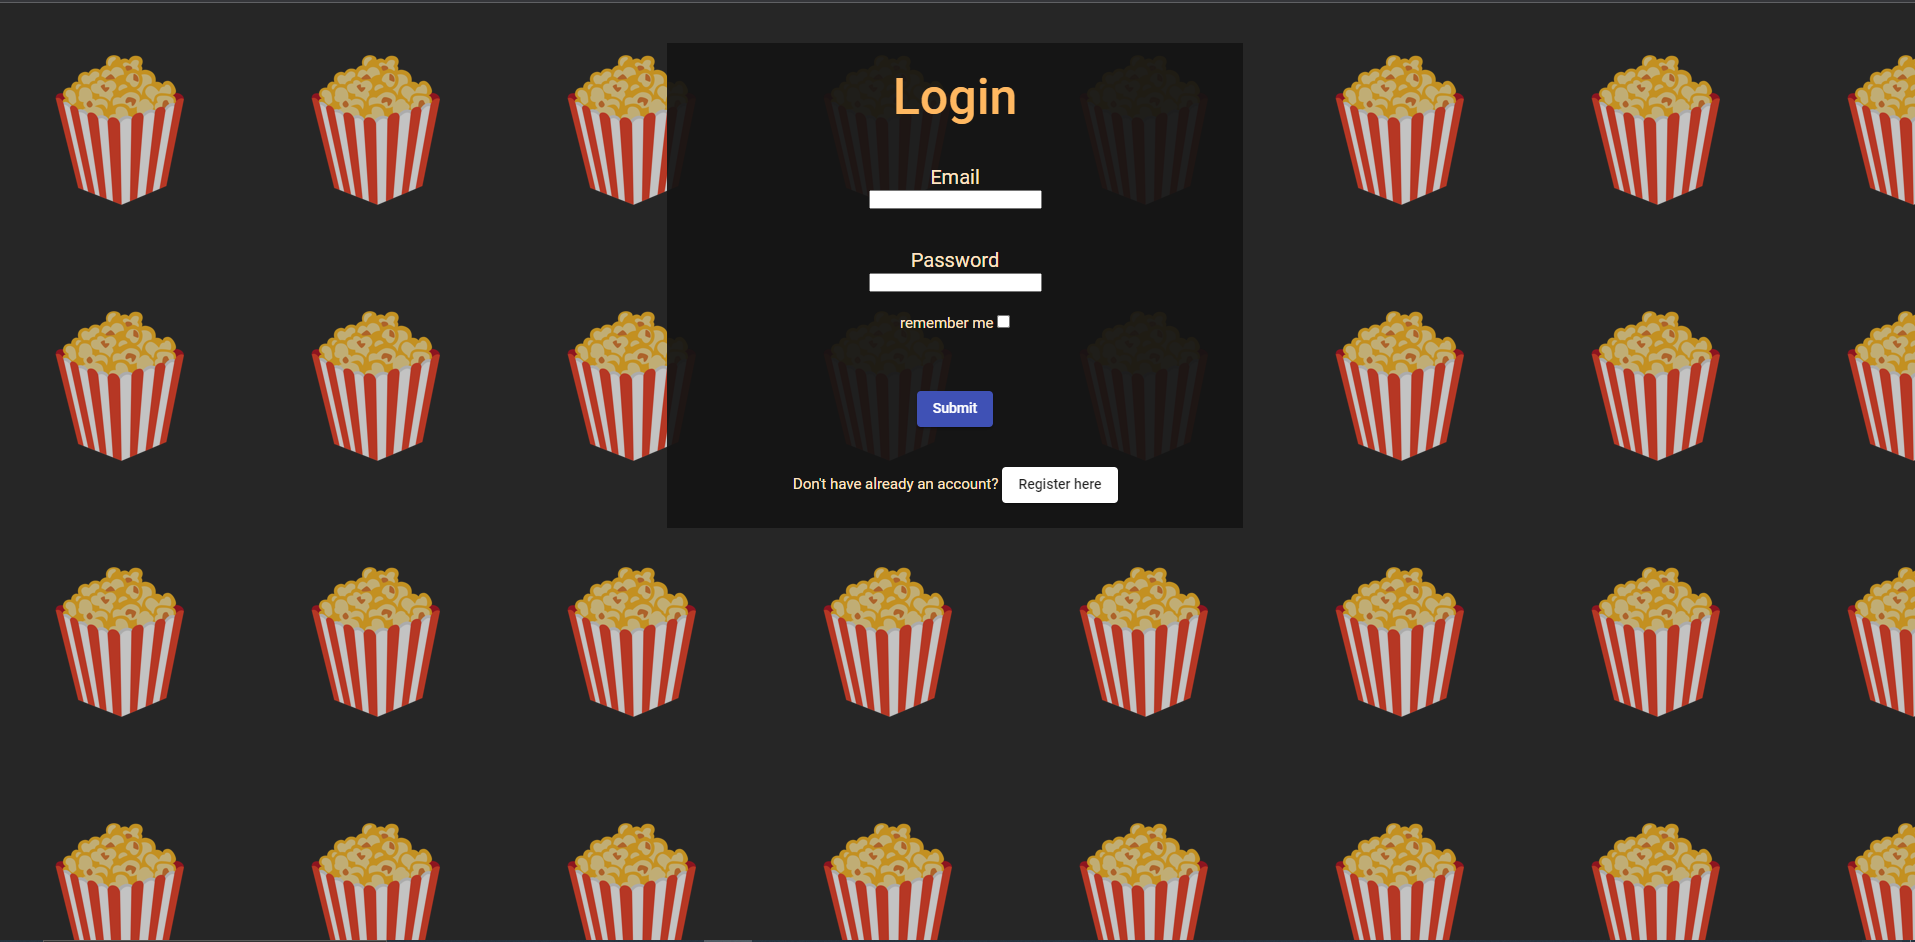 Login
Email
Password
remember me
Submit
Don't have already an account? Register here